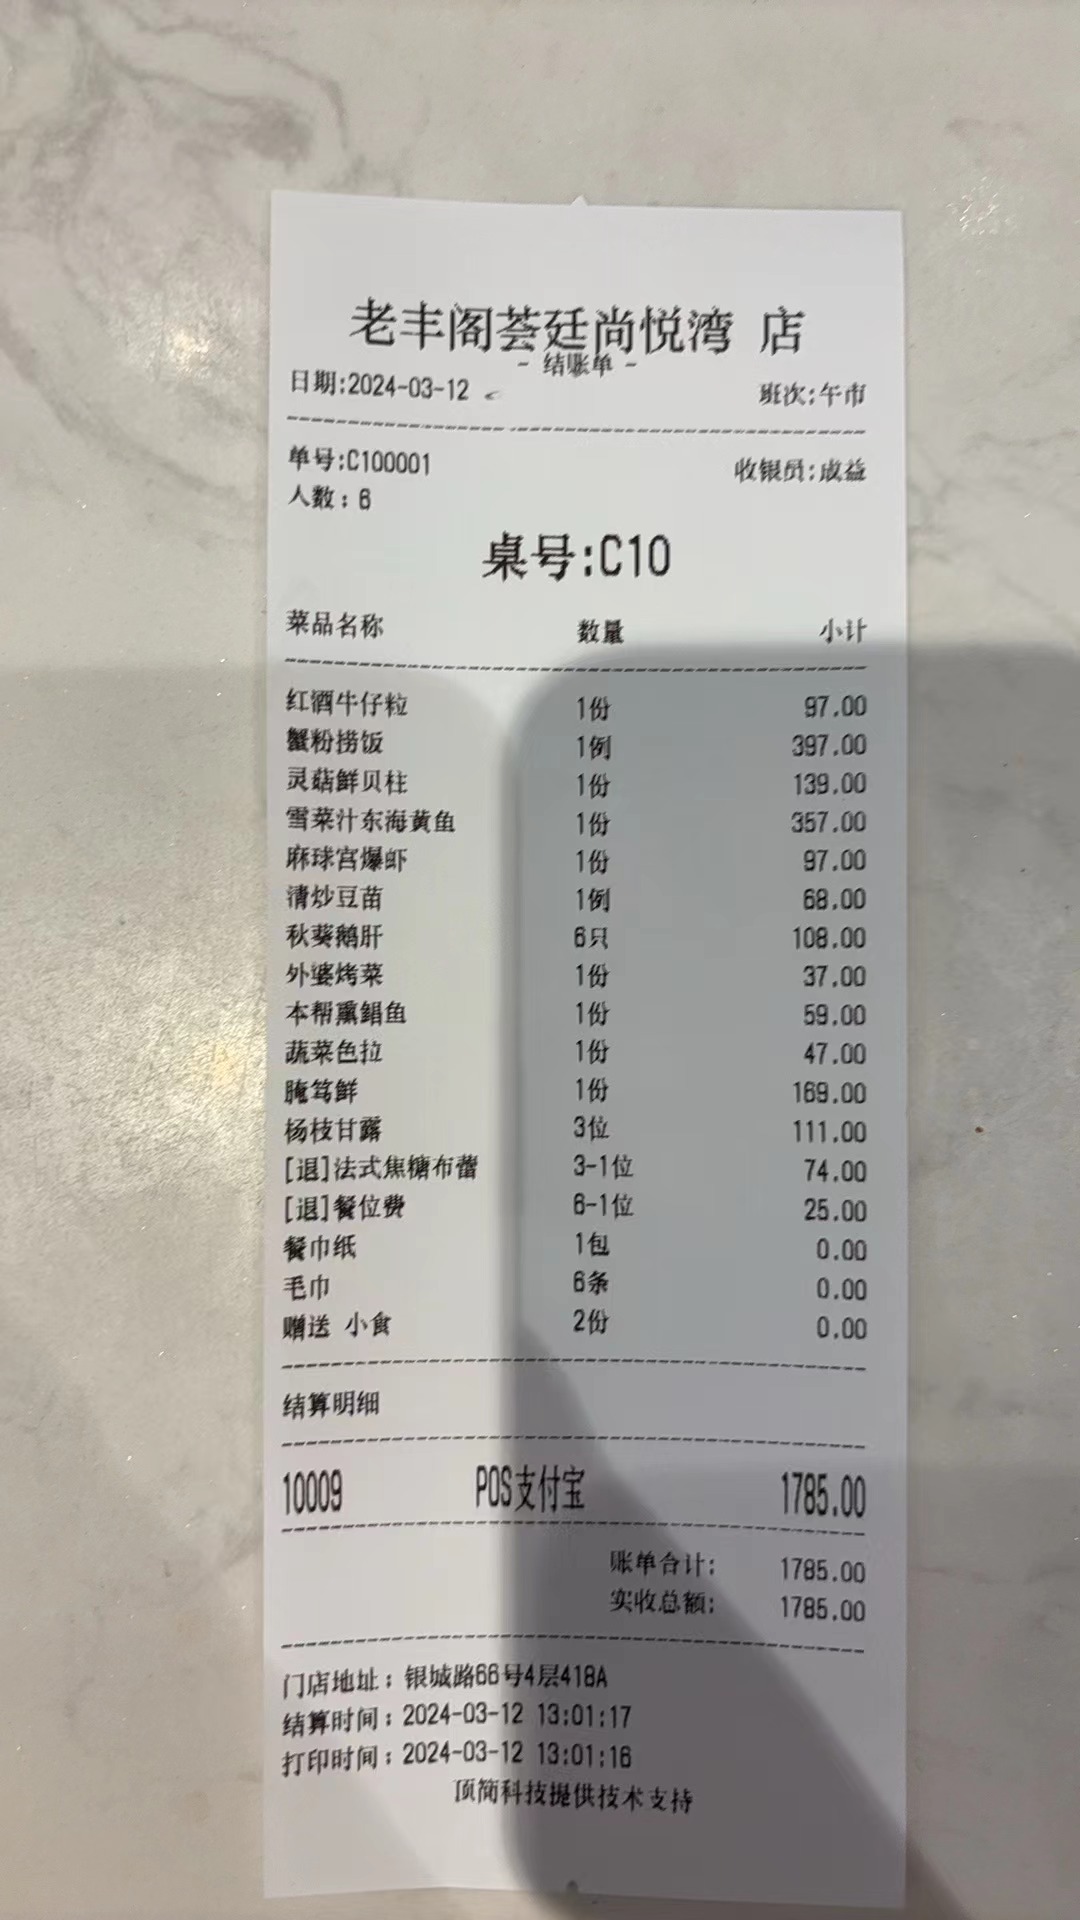 老丰阁荟廷尚悦湾 店
- 结账单 -
日期:2024-03-12 班次:午市
单号:C100001 收银员:成益
人数:6
桌号:C10
菜品名称 数量 小计
红酒牛仔粒 1份 97.00
蟹粉捞饭 1例 397.00
灵菇鲜贝柱 1份 139.00
雪菜汁东海黄鱼 1份 357.00
麻球宫爆虾 1份 97.00
清炒豆苗 1例 68.00
秋葵鹅肝 6只 108.00
外婆烤菜 1份 37.00
本帮熏鲳鱼 1份 59.00
蔬菜色拉 1份 47.00
腌笃鲜 1份 169.00
杨枝甘露 3位 111.00
[退]法式焦糖布蕾 3-1位 74.00
[退]餐位费 6-1位 25.00
餐巾纸 1包 0.00
毛巾 6条 0.00
赠送 小食 2份 0.00
结算明细
10009 POS支付宝 1785.00
账单合计: 1785.00
实收总额: 1785.00
门店地址:银城路66号4层418A
结算时间:2024-03-12 13:01:17
打印时间:2024-03-12 13:01:16
顶简科技提供技术支持